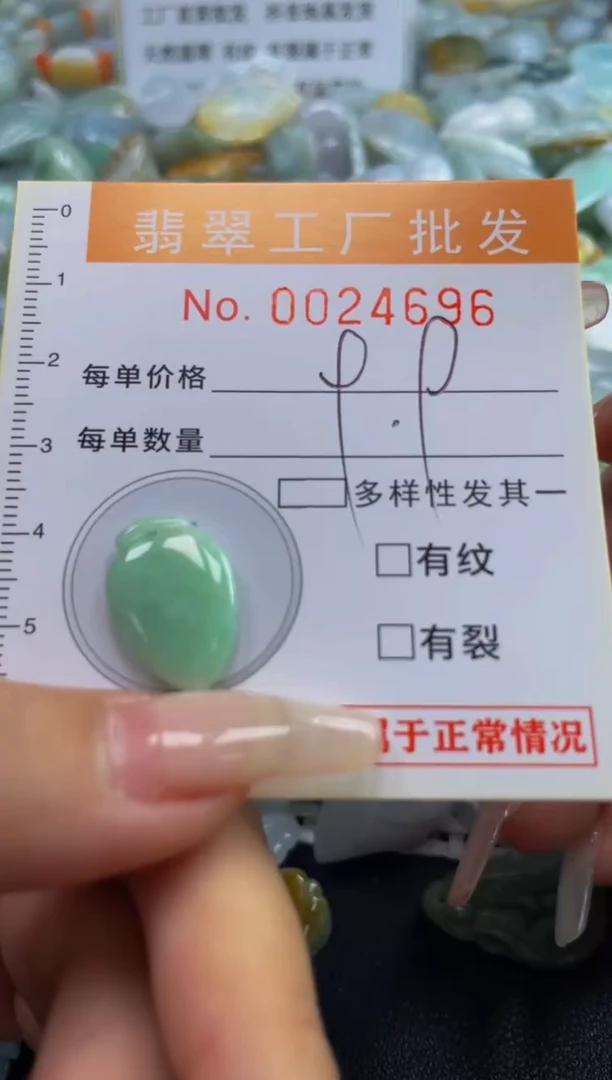 翡翠工厂批发
No. 0024696
每单价格
9.9
每单数量
多样性发其一
有纹
有裂
属于正常情况
0
1
2
3
4
5